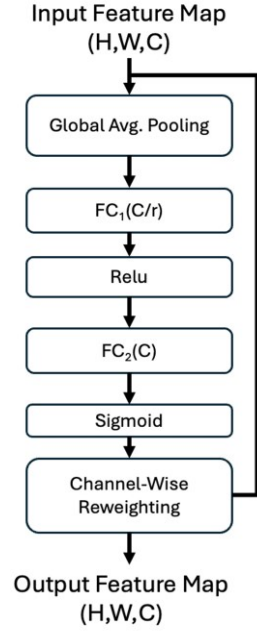 Input Feature Map
(H,W,C)
Global Avg. Pooling
FC₁(C/r)
Relu
FC₂(C)
Sigmoid
Channel-Wise
Reweighting
Output Feature Map
(H,W,C)